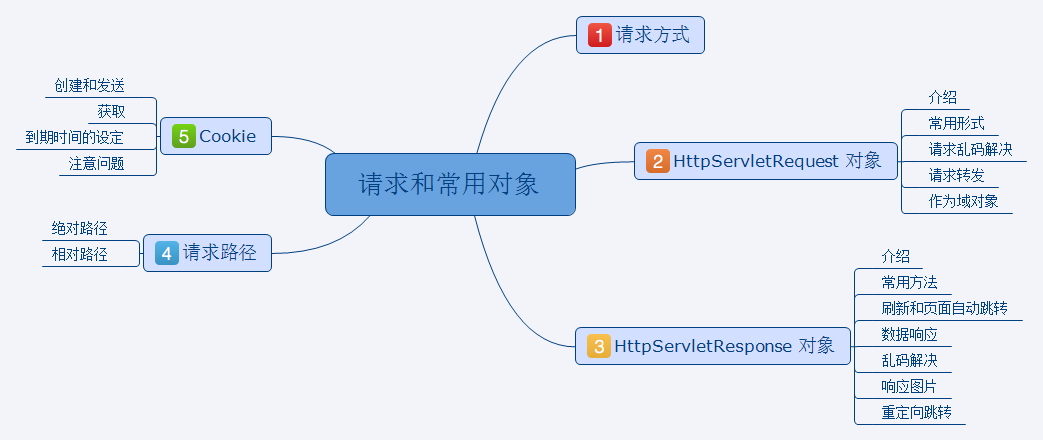 请求和常用对象
1 请求方式
2 HttpServletRequest 对象
介绍
常用形式
请求乱码解决
请求转发
作为域对象
3 HttpServletResponse 对象
介绍
常用方法
刷新和页面自动跳转
数据响应
乱码解决
响应图片
重定向跳转
4 请求路径
绝对路径
相对路径
5 Cookie
创建和发送
获取
到期时间的设定
注意问题